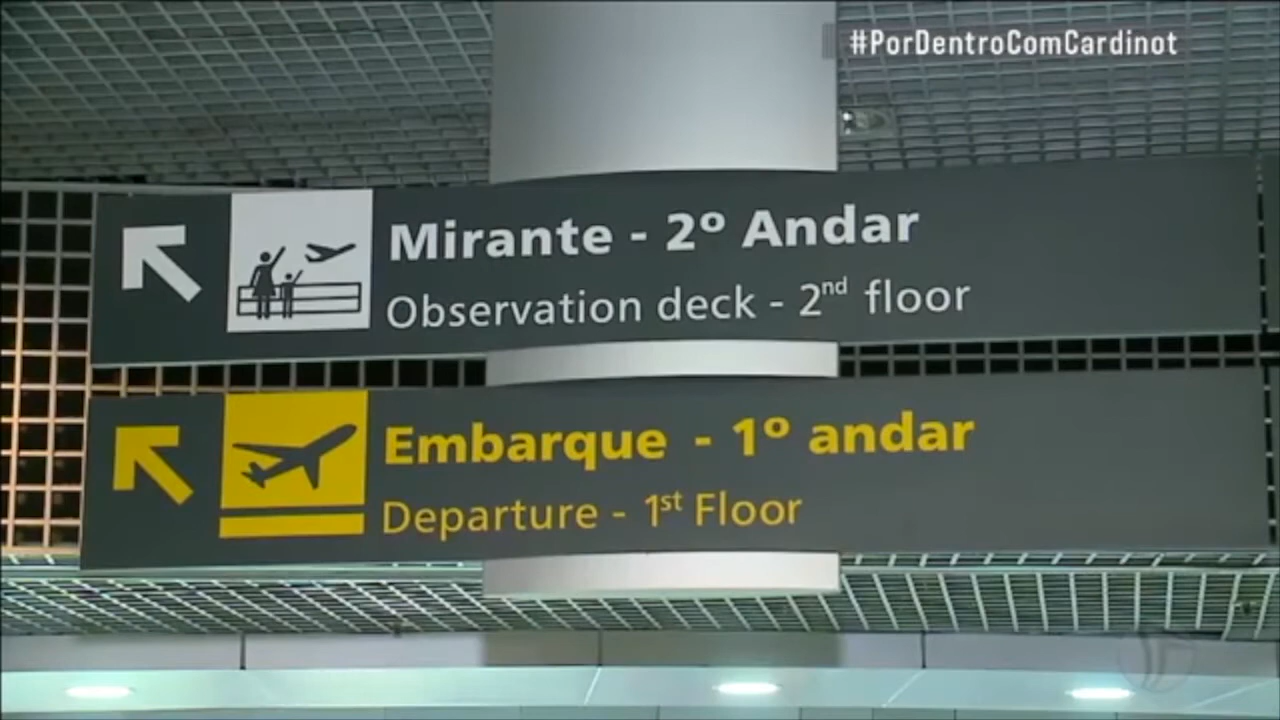 #PorDentroComCardinot
Mirante - 2º Andar
Observation deck - 2nd floor
Embarque - 1º andar
Departure - 1st Floor